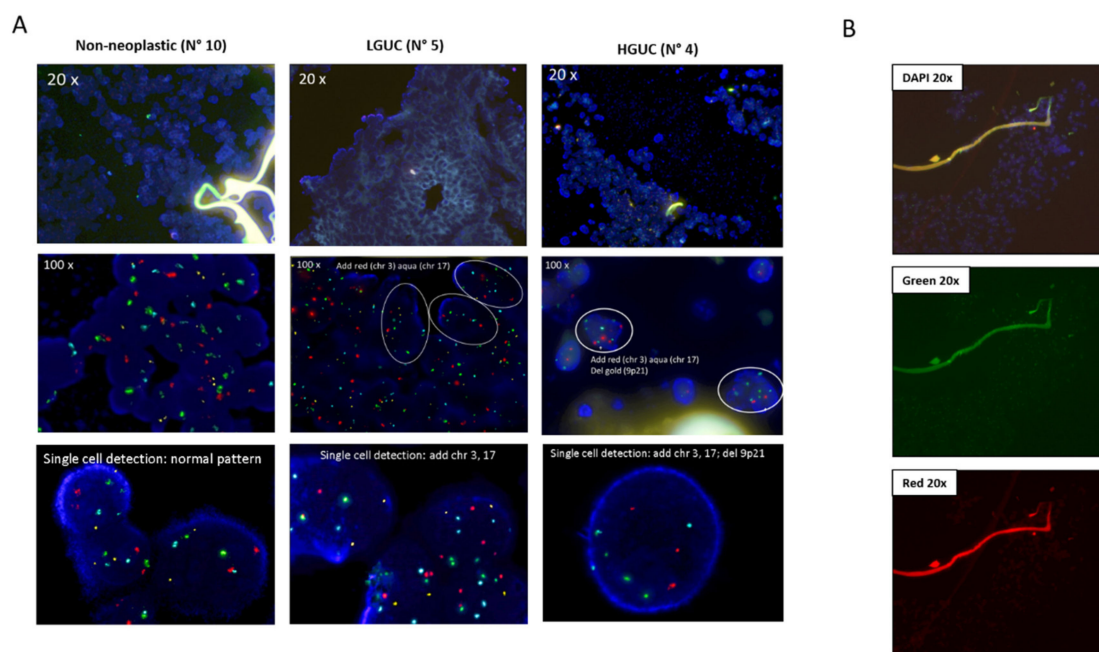 A
B
Non-neoplastic (N° 10)
LGUC (N° 5)
HGUC (N° 4)
20 x
20 x
20 x
DAPI 20x
100 x
100 x
Add red (chr 3) aqua (chr 17)
100 x
Add red (chr 3) aqua (chr 17)
Del gold (9p21)
Green 20x
Single cell detection: normal pattern
Single cell detection: add chr 3, 17
Single cell detection: add chr 3, 17; del 9p21
Red 20x